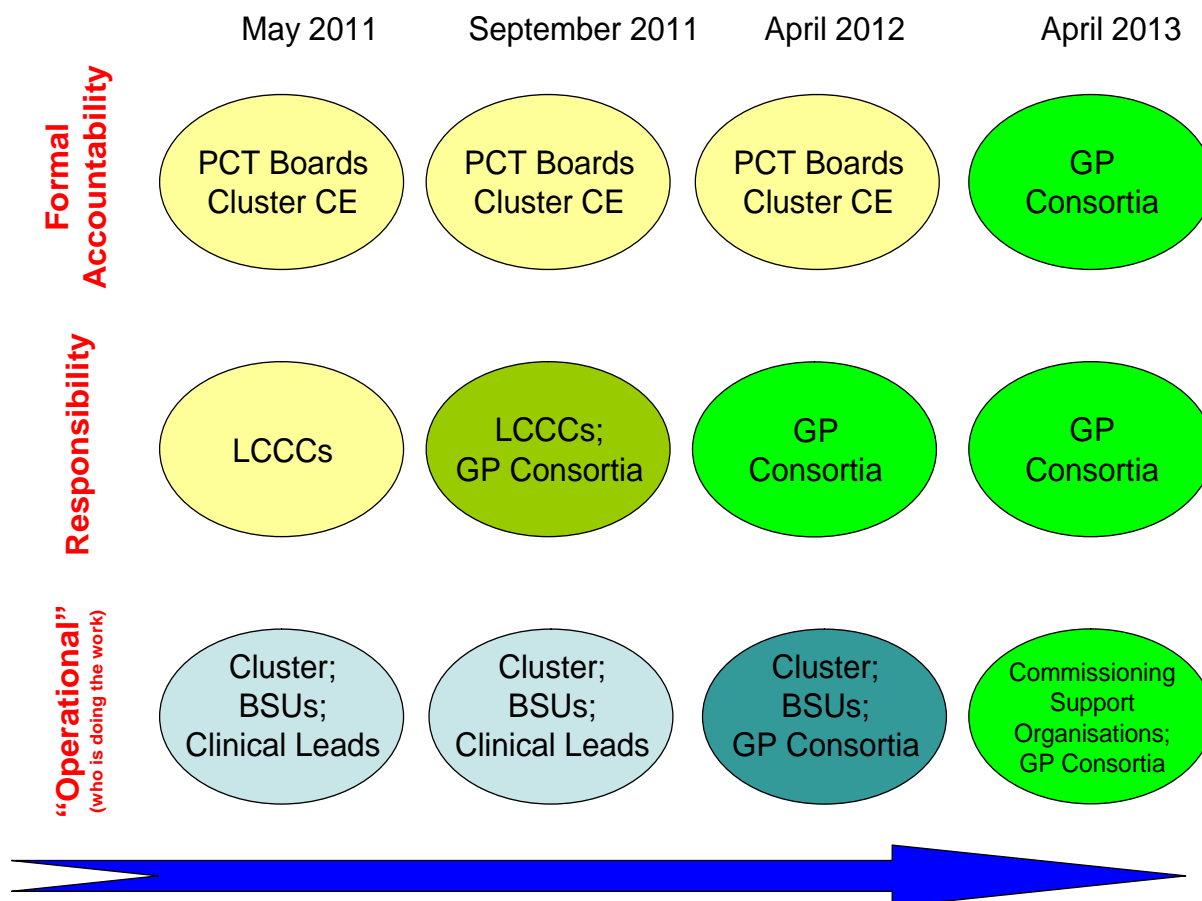 May 2011
September 2011
April 2012
April 2013
Formal
Accountability
PCT Boards
Cluster CE
PCT Boards
Cluster CE
PCT Boards
Cluster CE
GP
Consortia
Responsibility
LCCCs
LCCCs;
GP Consortia
GP
Consortia
GP
Consortia
“Operational”
(who is doing the work)
Cluster;
BSUs;
Clinical Leads
Cluster;
BSUs;
Clinical Leads
Cluster;
BSUs;
GP Consortia
Commissioning
Support
Organisations;
GP Consortia